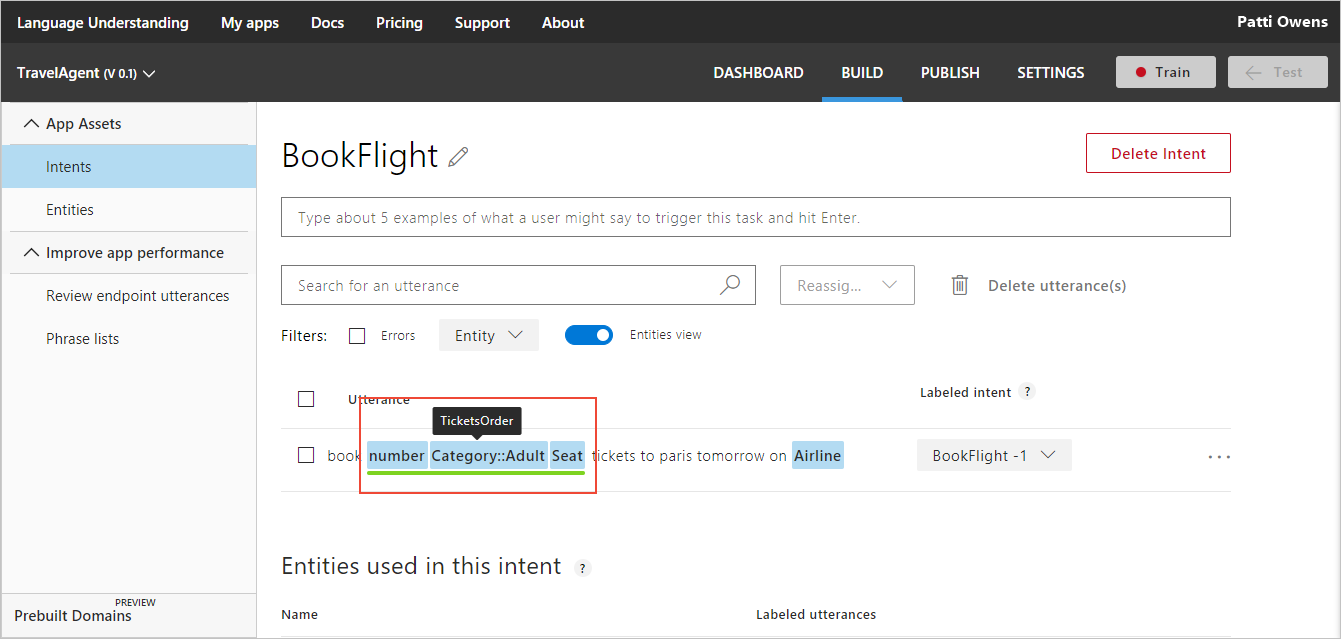 Language Understanding My apps Docs Pricing Support About Patti Owens
TravelAgent (V 0.1) DASHBOARD BUILD PUBLISH SETTINGS Train Test
App Assets
Intents
Entities
Improve app performance
Review endpoint utterances
Phrase lists
PREVIEW
Prebuilt Domains
BookFlight
Delete Intent
Type about 5 examples of what a user might say to trigger this task and hit Enter.
Search for an utterance Reassig... Delete utterance(s)
Filters: Errors Entity Entities view
Utterance Labeled intent ?
TicketsOrder
book number Category::Adult Seat tickets to paris tomorrow on Airline BookFlight -1 ...
Entities used in this intent ?
Name Labeled utterances